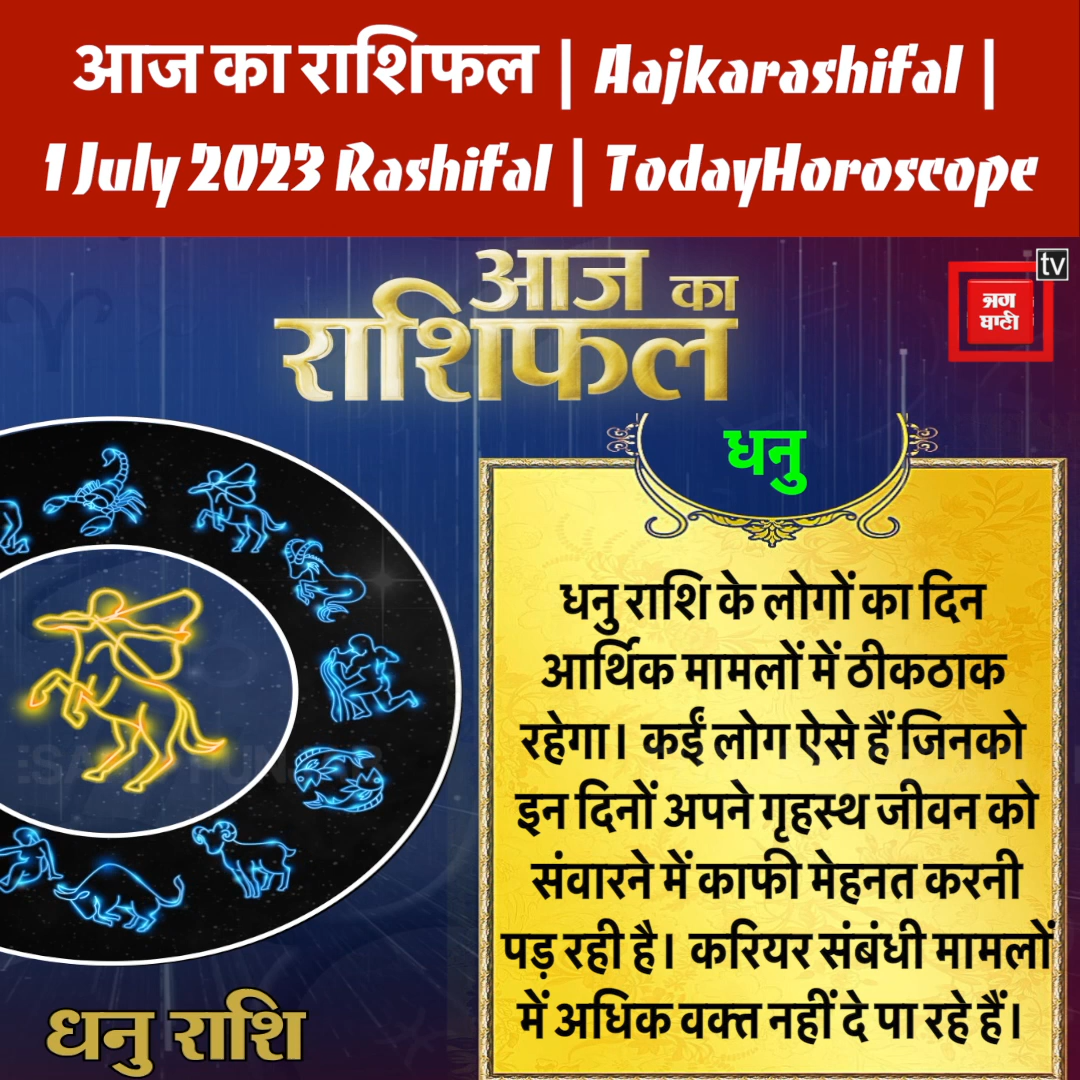 आज का राशिफल | Aajkarashifal |
1 July 2023 Rashifal | TodayHoroscope
आज का
राशिफल
tv
धनु
धनु राशि के लोगों का दिन
आर्थिक मामलों में ठीकठाक
रहेगा। कईं लोग ऐसे हैं जिनको
इन दिनों अपने गृहस्थ जीवन को
संवारने में काफी मेहनत करनी
पड़ रही है। करियर संबंधी मामलों
में अधिक वक्त नहीं दे पा रहे हैं।
धनु राशि